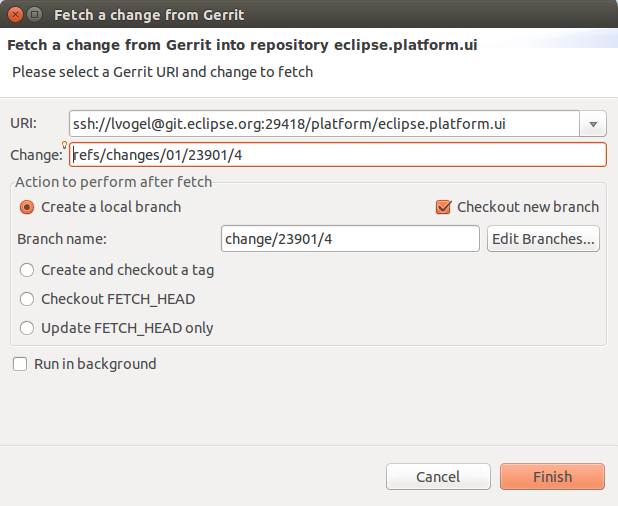 Fetch a change from Gerrit
Fetch a change from Gerrit into repository eclipse.platform.ui
Please select a Gerrit URI and change to fetch
URI: ssh://lvogel@git.eclipse.org:29418/platform/eclipse.platform.ui
Change: refs/changes/01/23901/4
Action to perform after fetch
Create a local branch Checkout new branch
Branch name: change/23901/4 Edit Branches...
Create and checkout a tag
Checkout FETCH_HEAD
Update FETCH_HEAD only
Run in background
Cancel Finish